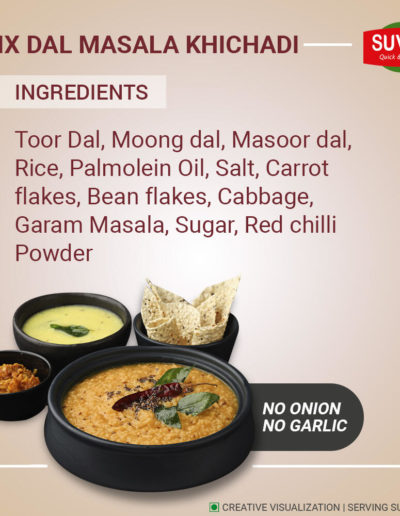 IX DAL MASALA KHICHADI
SUV
Quick &
INGREDIENTS
Toor Dal, Moong dal, Masoor dal,
Rice, Palmolein Oil, Salt, Carrot
flakes, Bean flakes, Cabbage,
Garam Masala, Sugar, Red chilli
Powder
NO ONION
NO GARLIC
CREATIVE VISUALIZATION | SERVING SU